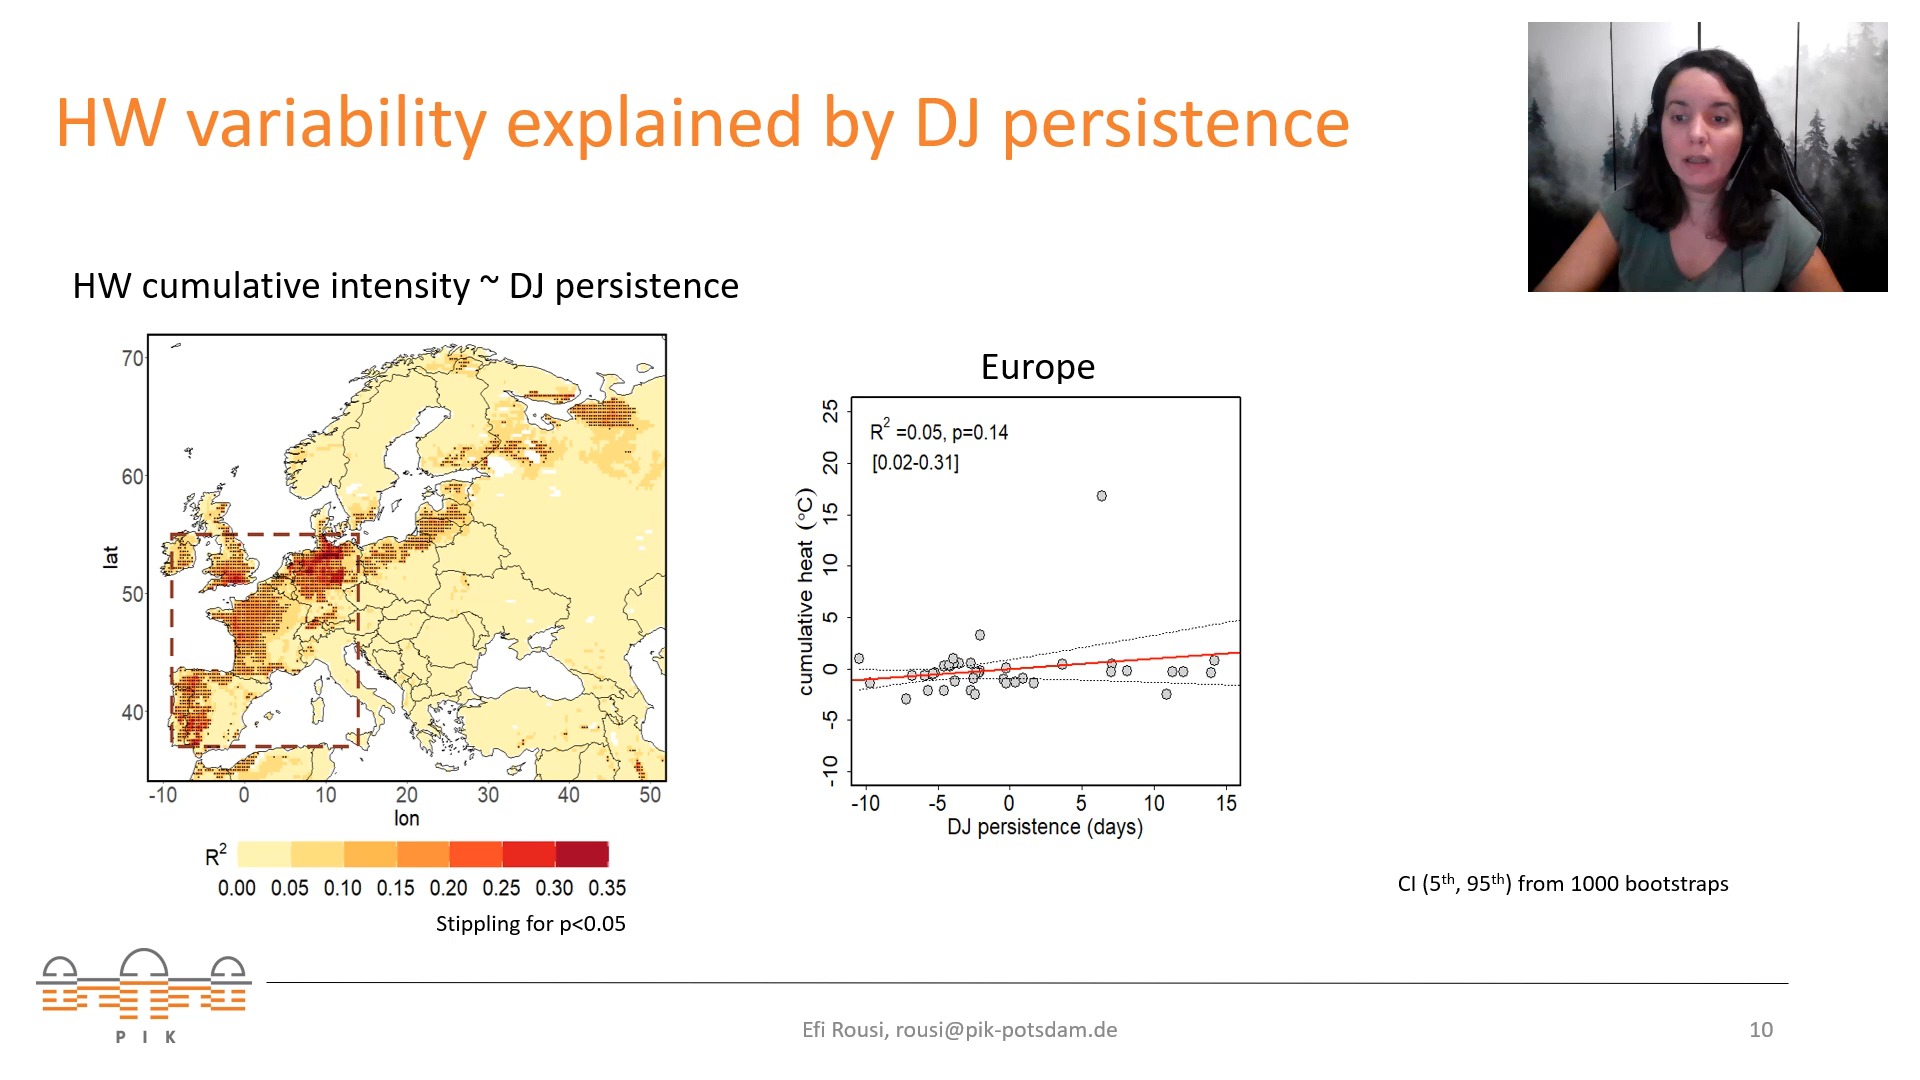 HW variability explained by DJ persistence
HW cumulative intensity ~ DJ persistence
70
60
50
40
lat
-10 0 10 20 30 40 50
lon
R²
0.00 0.05 0.10 0.15 0.20 0.25 0.30 0.35
Stippling for p<0.05
Europe
R² =0.05, p=0.14
[0.02-0.31]
25
20
15
10
5
0
-5
-10
cumulative heat (°C)
-10 -5 0 5 10 15
DJ persistence (days)
CI (5th, 95th) from 1000 bootstraps
P I K
Efi Rousi, rousi@pik-potsdam.de
10